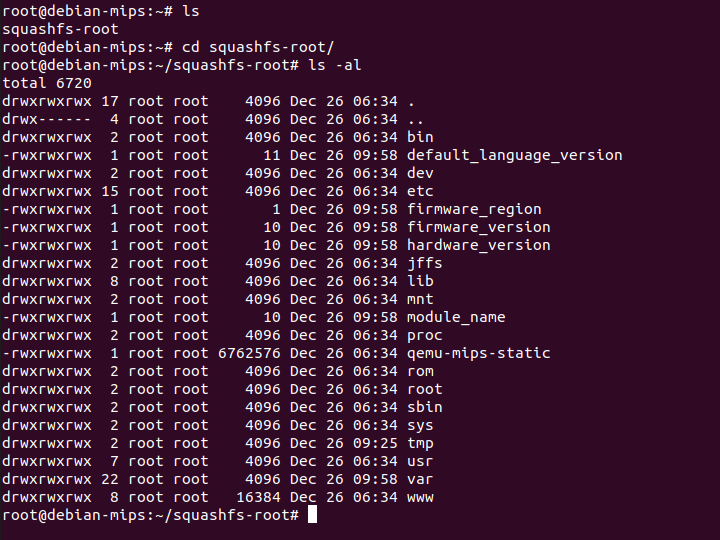 root@debian-mips:~# ls
squashfs-root
root@debian-mips:~# cd squashfs-root/
root@debian-mips:~/squashfs-root# ls -al
total 6720
drwxrwxrwx 17 root root    4096 Dec 26 06:34 .
drwx------  4 root root    4096 Dec 26 06:34 ..
drwxrwxrwx  2 root root    4096 Dec 26 06:34 bin
-rwxrwxrwx  1 root root      11 Dec 26 09:58 default_language_version
drwxrwxrwx  2 root root    4096 Dec 26 06:34 dev
drwxrwxrwx 15 root root    4096 Dec 26 06:34 etc
-rwxrwxrwx  1 root root       1 Dec 26 09:58 firmware_region
-rwxrwxrwx  1 root root      10 Dec 26 09:58 firmware_version
-rwxrwxrwx  1 root root      10 Dec 26 09:58 hardware_version
drwxrwxrwx  2 root root    4096 Dec 26 06:34 jffs
drwxrwxrwx  8 root root    4096 Dec 26 06:34 lib
drwxrwxrwx  2 root root    4096 Dec 26 06:34 mnt
-rwxrwxrwx  1 root root      10 Dec 26 09:58 module_name
drwxrwxrwx  2 root root    4096 Dec 26 06:34 proc
-rwxrwxrwx  1 root root 6762576 Dec 26 06:34 qemu-mips-static
drwxrwxrwx  2 root root    4096 Dec 26 06:34 rom
drwxrwxrwx  2 root root    4096 Dec 26 06:34 root
drwxrwxrwx  2 root root    4096 Dec 26 06:34 sbin
drwxrwxrwx  2 root root    4096 Dec 26 06:34 sys
drwxrwxrwx  2 root root    4096 Dec 26 09:25 tmp
drwxrwxrwx  7 root root    4096 Dec 26 06:34 usr
drwxrwxrwx 22 root root    4096 Dec 26 09:58 var
drwxrwxrwx  8 root root   16384 Dec 26 06:34 www
root@debian-mips:~/squashfs-root#